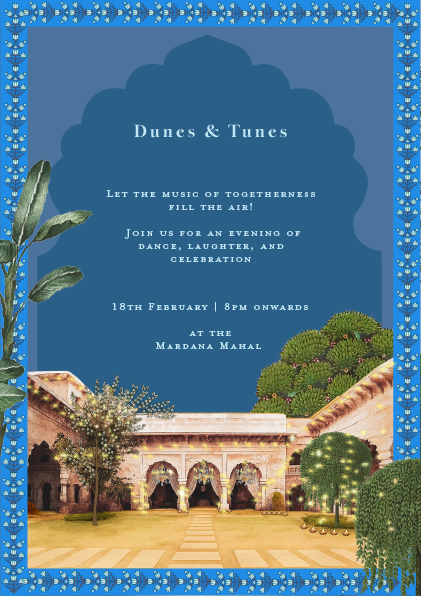 Dunes & Tunes
Let the music of togetherness
fill the air!
Join us for an evening of
dance, laughter, and
celebration
18th February | 8pm onwards
at the
Mardana Mahal